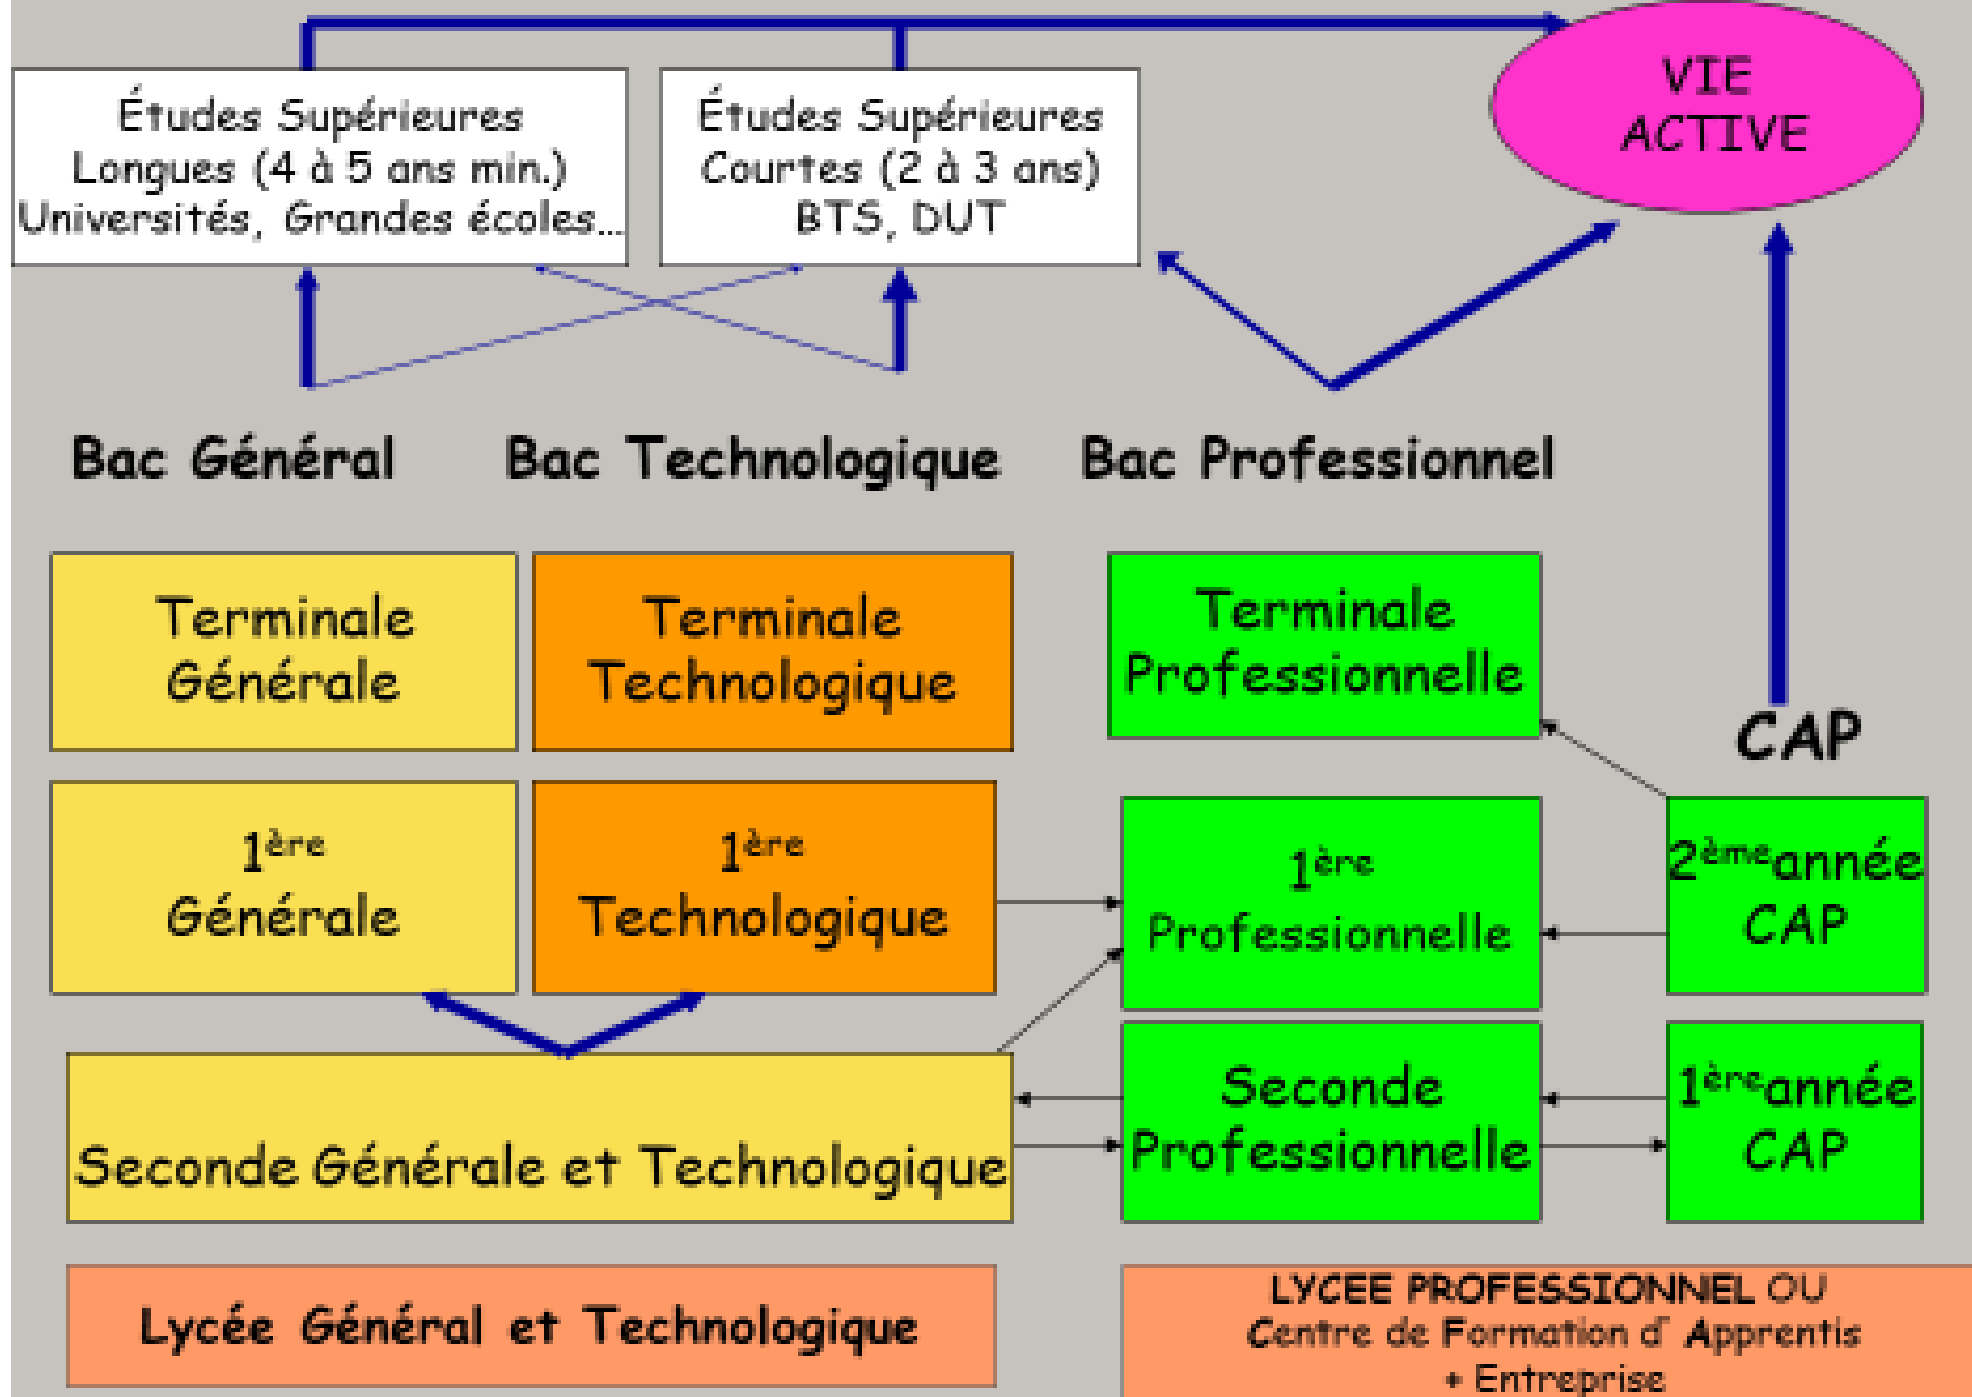 Études Supérieures
Longues (4 à 5 ans min.)
Universités, Grandes écoles...
Études Supérieures
Courtes (2 à 3 ans)
BTS, DUT
VIE
ACTIVE
Bac Général
Bac Technologique
Bac Professionnel
Terminale
Générale
Terminale
Technologique
Terminale
Professionnelle
CAP
1ère
Générale
1ère
Technologique
1ère
Professionnelle
2ème année
CAP
Seconde Générale et Technologique
Seconde
Professionnelle
1ère année
CAP
Lycée Général et Technologique
LYCEE PROFESSIONNEL OU
Centre de Formation d' Apprentis
+ Entreprise